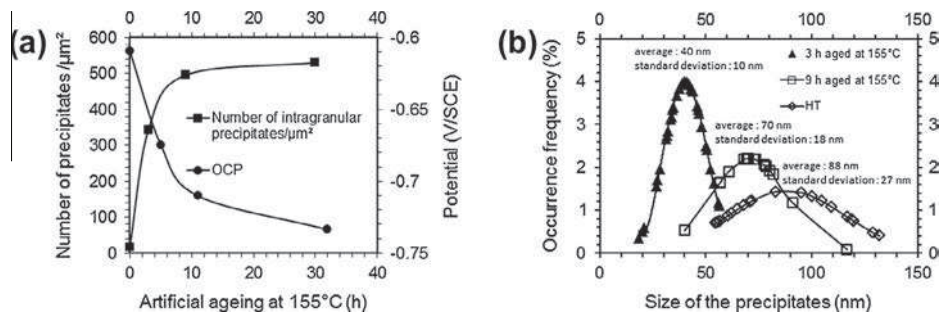 (a)
0 10 20 30 40
600
500
400
300
200
100
0
Number of precipitates /µm²
-0.6
-0.65
-0.7
-0.75
Potential (V/SCE)
Number of intragranular
precipitates/µm²
OCP
0 10 20 30 40
Artificial ageing at 155°C (h)
(b)
0 50 100 150
5
4
3
2
1
0
Occurrence frequency (%)
average : 40 nm
standard deviation : 10 nm
3 h aged at 155°C
9 h aged at 155°C
HT
average : 70 nm
standard deviation : 18 nm
average : 88 nm
standard deviation : 27 nm
5
4
3
2
1
0
0 50 100 150
Size of the precipitates (nm)